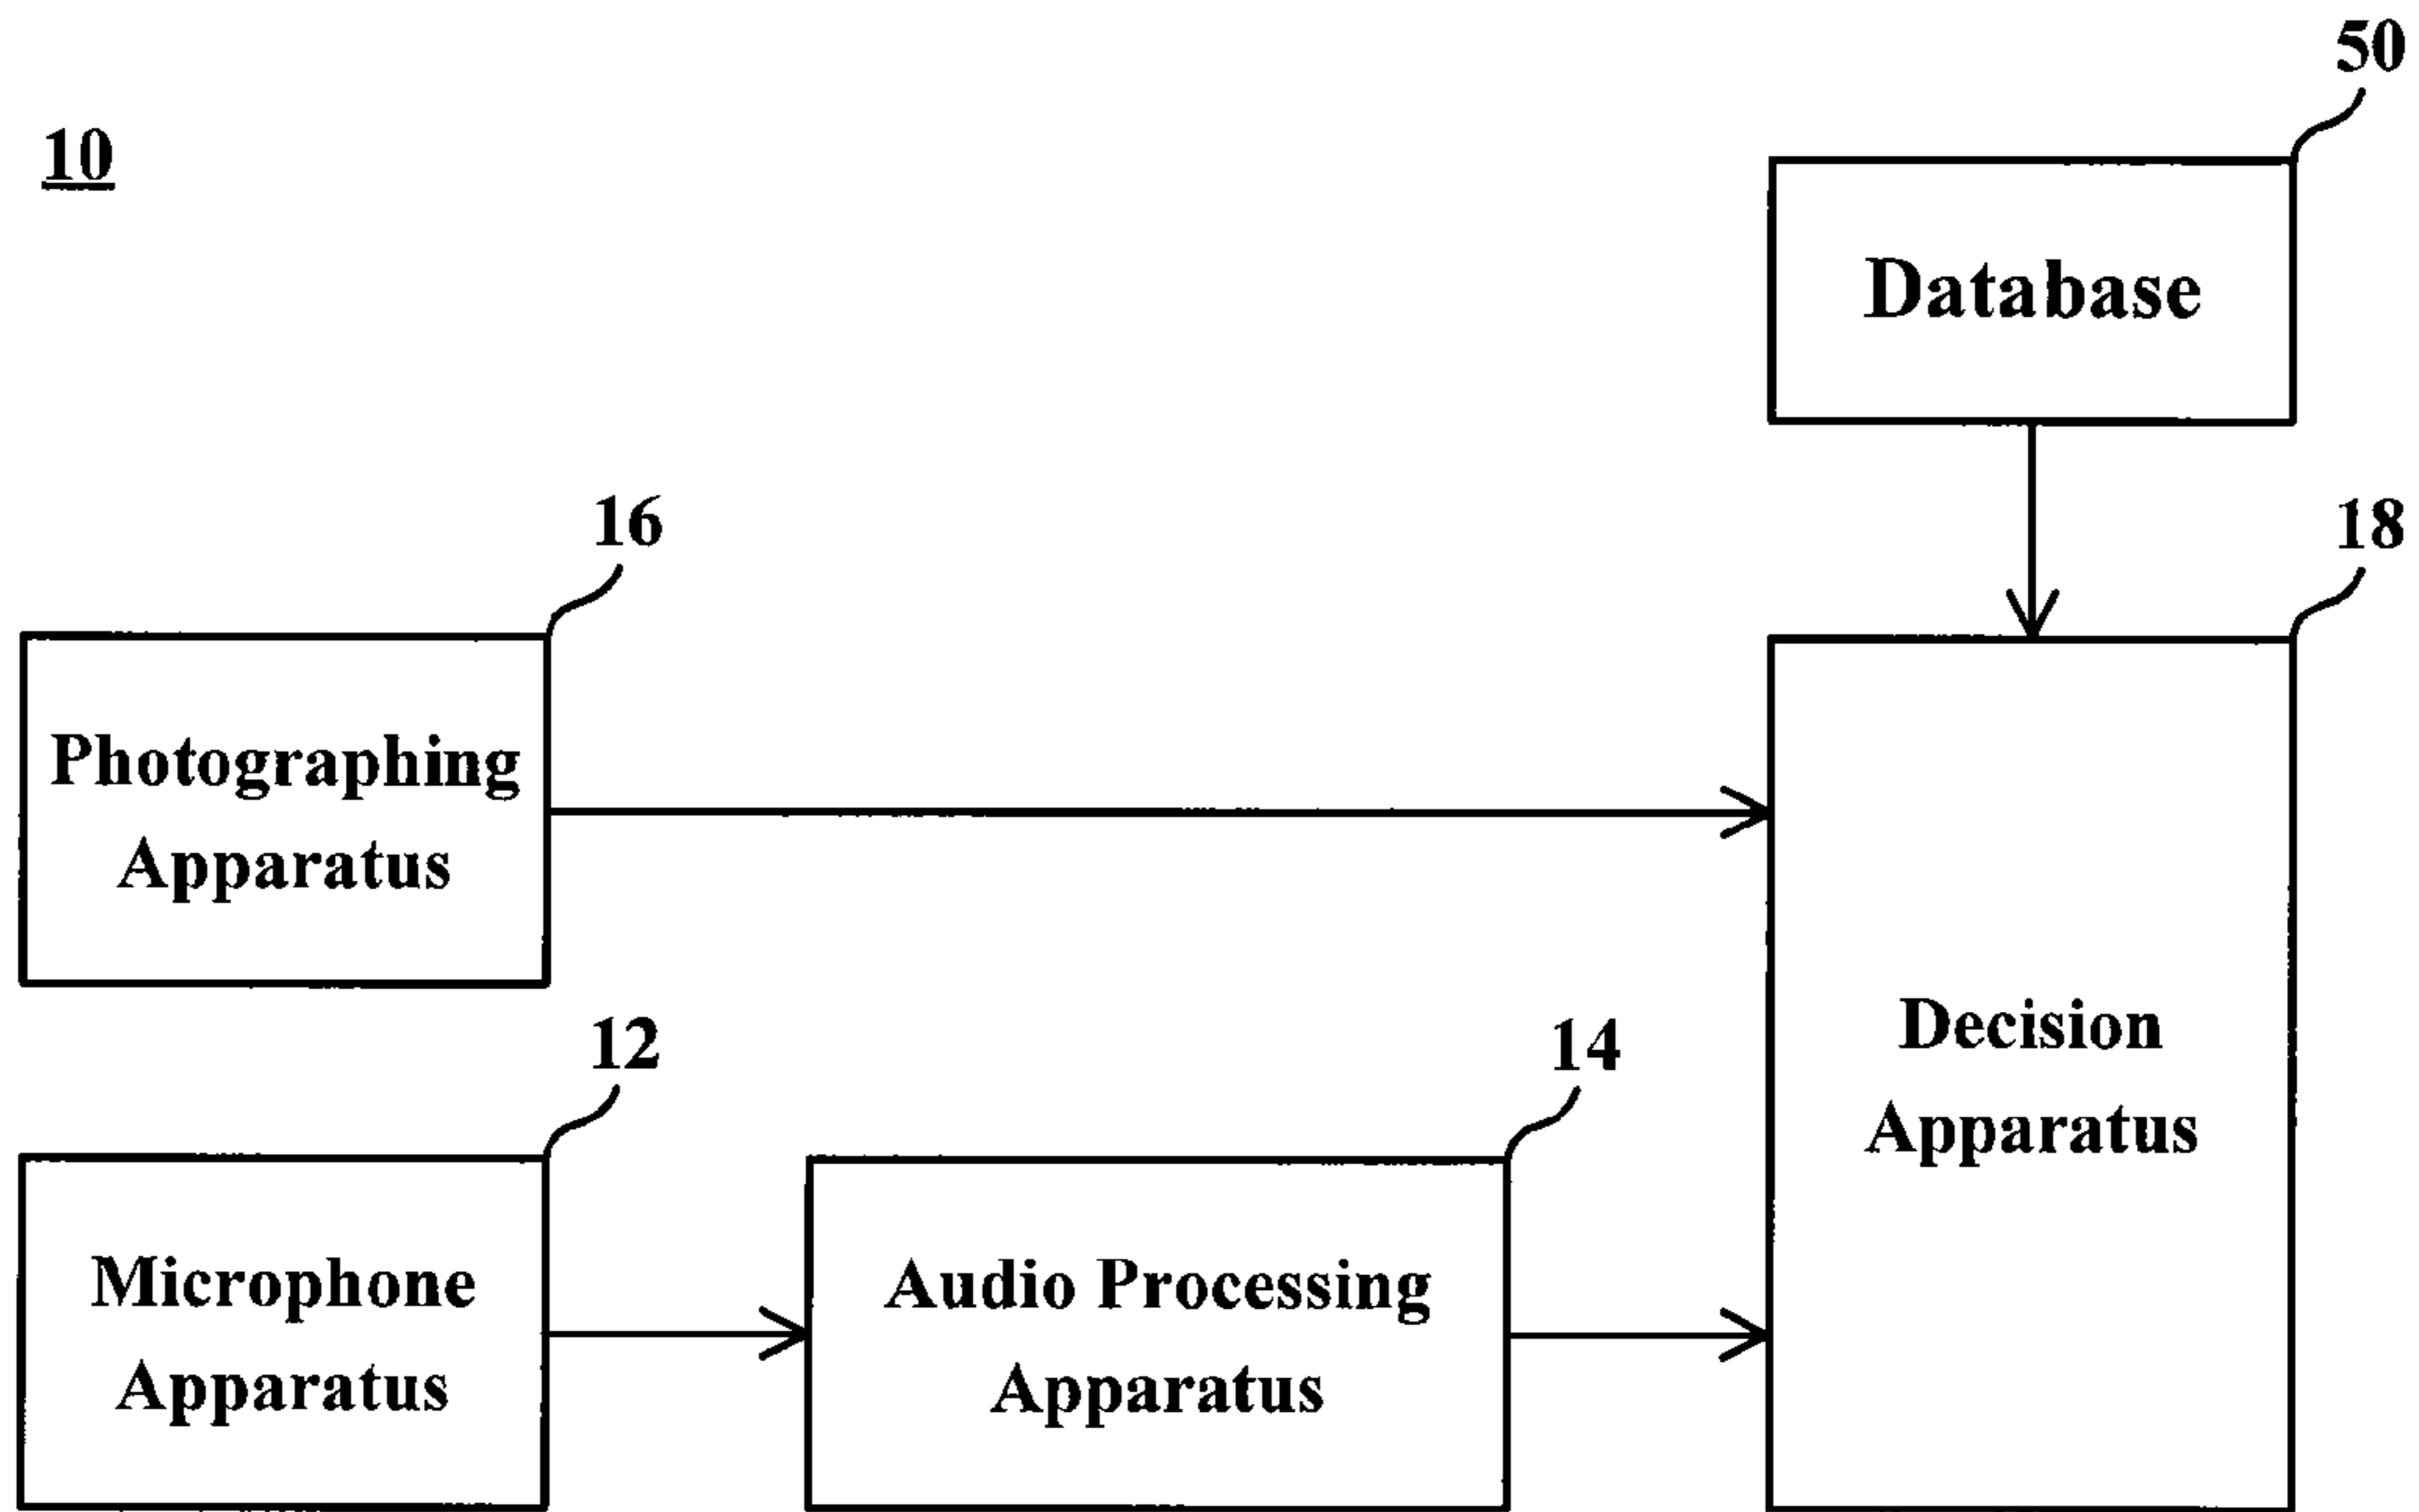 50
10
Database
16
18
Photographing
Apparatus
12
14
Decision
Apparatus
Microphone
Apparatus
Audio Processing
Apparatus